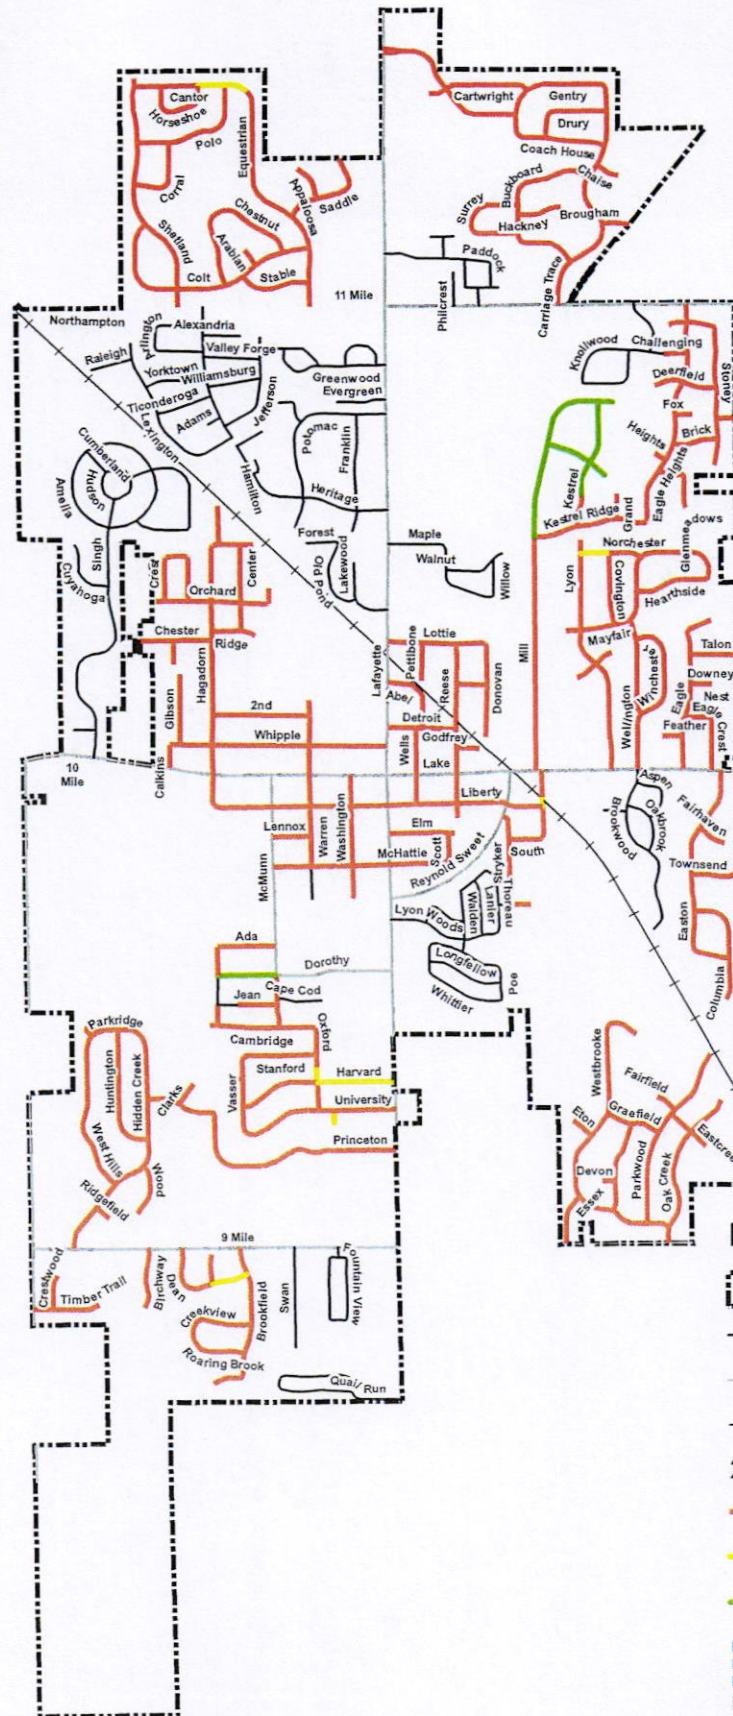 Cantor
Horseshoe
Polo
Equestrian
Corral
Shetland
Chestnut
Arabian
Appaloosa
Saddle
Colt
Stable
11 Mile
Cartwright
Gentry
Drury
Coach House
Chaise
Buckboard
Surrey
Hackney
Brougham
Paddock
Philcrest
Carriage Trace
Northampton
Arlington
Alexandria
Raleigh
Valley Forge
Yorktown
Williamsburg
Ticonderoga
Adams
Jefferson
Lexington
Greenwood
Evergreen
Potomac
Franklin
Hamilton
Heritage
Knollwood
Challenging
Deerfield
Stoney
Fox
Heights
Brick
Eagle Heights
Kestrel
Kestrel Ridge
Grand
Cumberland
Hudson
Amelia
Singh
Cuyahoga
Forest
Old Pond
Lakewood
Maple
Walnut
Willow
Crest
Center
Orchard
Chester
Ridge
Hagadorn
Gibson
2nd
Whipple
Calkins
10
Mile
Lafayette
Pettibone
Lottie
Abel
Reese
Donovan
Detroit
Godfrey
Wells
Lake
Mill
Lyon
Norchester
Glenmeadows
Covington
Hearthside
Mayfair
Winchester
Wellington
Talon
Downey
Eagle
Nest
Eagle
Feather
Crest
Liberty
Lennox
Warren
Washington
McMunn
Elm
McHattie
Scott
Reynold Sweet
Stryker
South
Thoreau
Lanier
Walden
Lyon Woods
Longfellow
Whittier
Poe
Aspen
Oakbrook
Brookwood
Fairhaven
Townsend
Easton
Columbia
Ada
Dorothy
Jean
Cape Cod
Oxford
Cambridge
Stanford
Harvard
Vasser
University
Princeton
Parkridge
Huntington
Hidden Creek
Clarks
West Hills
Woop
Ridgefield
Westbrooke
Fairfield
Eton
Graefield
Devon
Parkwood
Essex
Oak Creek
9 Mile
Crestwood
Timber Trail
Birchway
Dean
Creekview
Brookfield
Roaring Brook
Swan
Fountain View
Quail Run